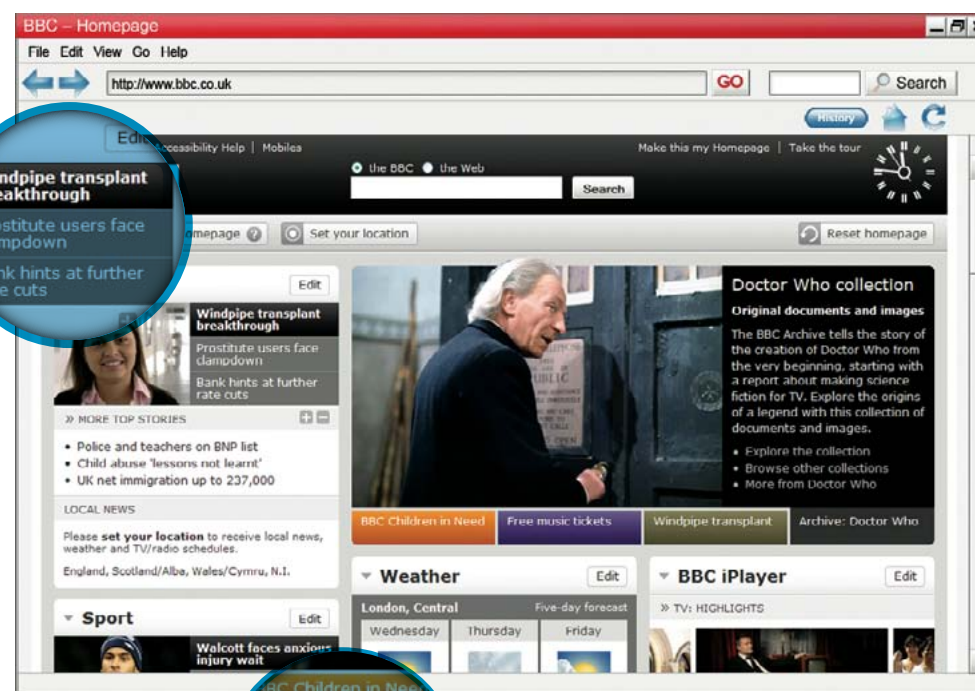 BBC – Homepage
File Edit View Go Help
http://www.bbc.co.uk
GO
Search
History
Edit
Accessibility Help | Mobiles
Make this my Homepage | Take the tour
the BBC the Web
Search
transplant
users face
hints at further
cuts
Set your location
Reset homepage
Edit
Windpipe transplant
breakthrough
Prostitute users face
clampdown
Bank hints at further
rate cuts
» MORE TOP STORIES
• Police and teachers on BNP list
• Child abuse 'lessons not learnt'
• UK net immigration up to 237,000
LOCAL NEWS
Please set your location to receive local news,
weather and TV/radio schedules.
England, Scotland/Alba, Wales/Cymru, N.I.
Doctor Who collection
Original documents and images
The BBC Archive tells the story of
the creation of Doctor Who from
the very beginning, starting with
a report about making science
fiction for TV. Explore the origins
of a legend with this collection of
documents and images.
• Explore the collection
• Browse other collections
• More from Doctor Who
PUBLIC
BBC Children in Need
Free music tickets
Windpipe transplant
Archive: Doctor Who
Sport
Edit
Walcott faces anxious
injury wait
Weather
Edit
London, Central
Five-day forecast
Wednesday
Thursday
Friday
BBC iPlayer
Edit
» TV: HIGHLIGHTS
BBC Children in Need